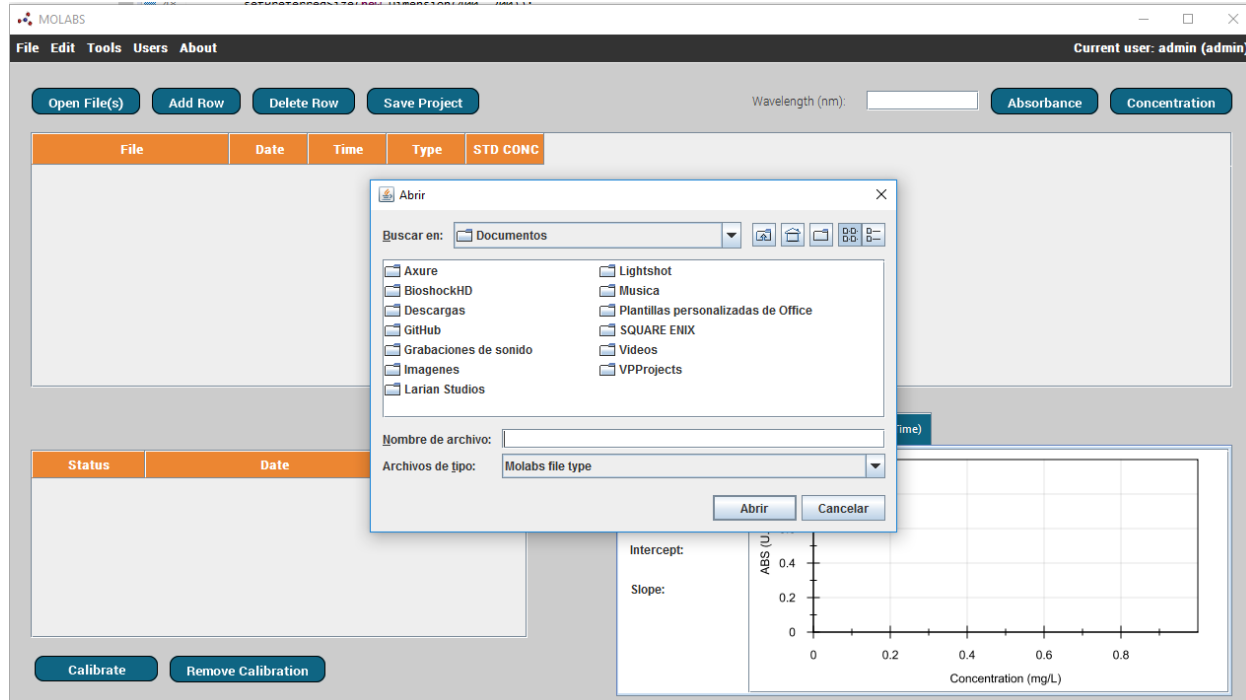 MOLABS
File Edit Tools Users About Current user: admin (admin)
Open File(s) Add Row Delete Row Save Project Wavelength (nm): Absorbance Concentration
File Date Time Type STD CONC
Abrir
Buscar en: Documentos
Axure Lightshot
BioshockHD Musica
Descargas Plantillas personalizadas de Office
GitHub SQUARE ENIX
Grabaciones de sonido Videos
Imagenes VPProjects
Larian Studios
Nombre de archivo:
Archivos de tipo: Molabs file type
Abrir Cancelar
Status Date
Intercept:
Slope:
ABS (U.
0.4
0.2
0
0 0.2 0.4 0.6 0.8
Concentration (mg/L)
Calibrate Remove Calibration